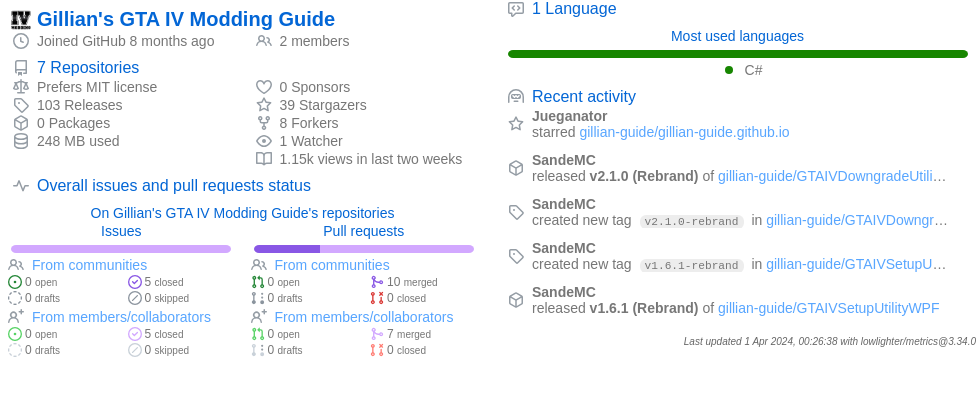 Gillian's GTA IV Modding Guide
Joined GitHub 8 months ago
2 members
7 Repositories
Prefers MIT license
103 Releases
0 Packages
248 MB used
0 Sponsors
39 Stargazers
8 Forkers
1 Watcher
1.15k views in last two weeks
Overall issues and pull requests status
On Gillian's GTA IV Modding Guide's repositories
Issues
From communities
0 open
5 closed
0 drafts
0 skipped
From members/collaborators
0 open
5 closed
0 drafts
0 skipped
Pull requests
From communities
0 open
10 merged
0 drafts
0 closed
From members/collaborators
0 open
7 merged
0 drafts
0 closed
1 Language
Most used languages
C#
Recent activity
Jueganator
starred gillian-guide/gillian-guide.github.io
SandeMC
released v2.1.0 (Rebrand) of gillian-guide/GTAIVDowngradeUtili…
SandeMC
created new tag v2.1.0-rebrand in gillian-guide/GTAIVDowngr…
SandeMC
created new tag v1.6.1-rebrand in gillian-guide/GTAIVSetupU…
SandeMC
released v1.6.1 (Rebrand) of gillian-guide/GTAIVSetupUtilityWPF
Last updated 1 Apr 2024, 00:26:38 with lowlighter/metrics@3.34.0